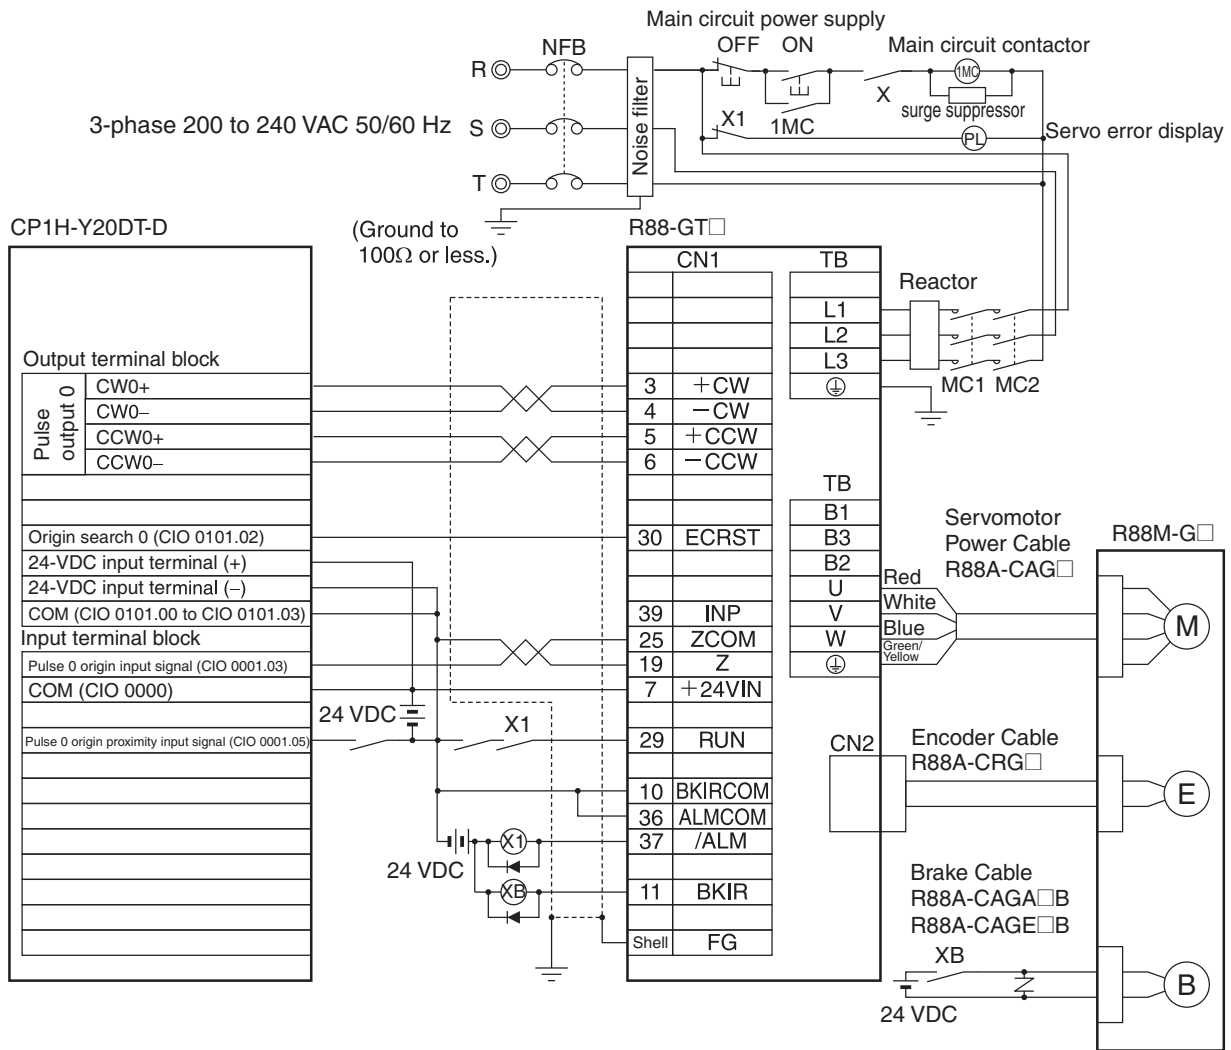 Main circuit power supply
OFF ON
Main circuit contactor
NFB
R
1MC
X
surge suppressor
Noise filter
3-phase 200 to 240 VAC 50/60 Hz
S
X1
1MC
PL
Servo error display
T
CP1H-Y20DT-D
(Ground to
100Ω or less.)
R88-GT□
CN1
TB
Reactor
L1
L2
L3
MC1 MC2
Output terminal block
Pulse output 0
CW0+
CW0−
CCW0+
CCW0−
3 +CW
4 −CW
5 +CCW
6 −CCW
TB
B1
B3
B2
U
V
W
Origin search 0 (CIO 0101.02)
24-VDC input terminal (+)
24-VDC input terminal (−)
COM (CIO 0101.00 to CIO 0101.03)
Input terminal block
Pulse 0 origin input signal (CIO 0001.03)
COM (CIO 0000)
Pulse 0 origin proximity input signal (CIO 0001.05)
30 ECRST
39 INP
25 ZCOM
19 Z
7 +24VIN
24 VDC
X1
29 RUN
10 BKIRCOM
36 ALMCOM
37 /ALM
X1
24 VDC
XB
11 BKIR
Shell FG
Red
White
Blue
Green/
Yellow
Servomotor
Power Cable
R88A-CAG□
R88M-G□
M
CN2
Encoder Cable
R88A-CRG□
E
Brake Cable
R88A-CAGA□B
R88A-CAGE□B
XB
24 VDC
B